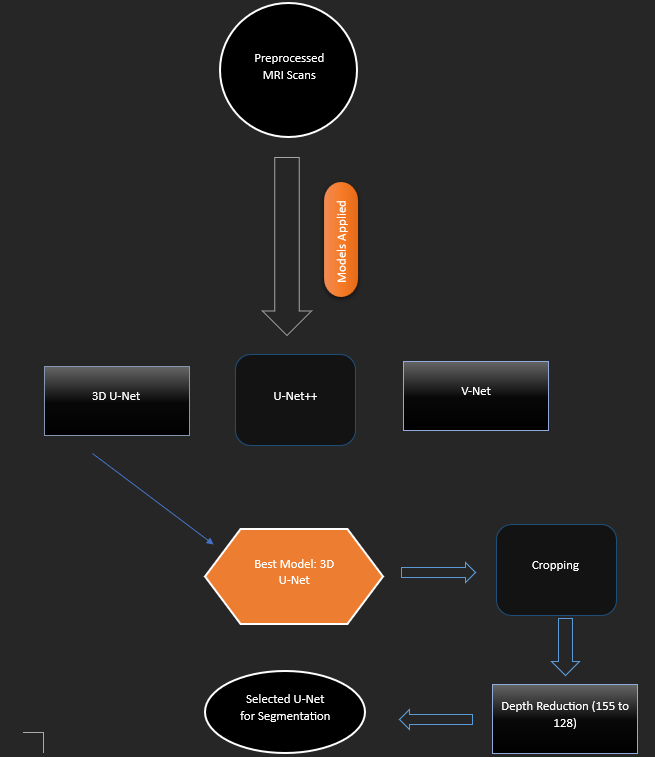 Preprocessed
MRI Scans
Models Applied
3D U-Net
U-Net++
V-Net
Best Model: 3D
U-Net
Cropping
Depth Reduction (155 to
128)
Selected U-Net
for Segmentation